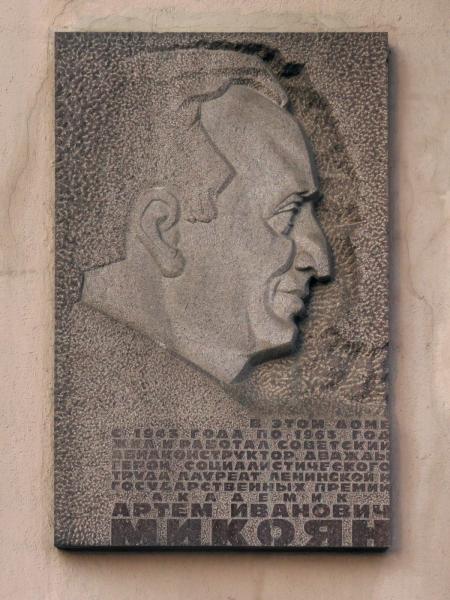 В ЭТОМ ДОМЕ
С 1943 ГОДА ПО 1965 ГОД
ЖИЛ И РАБОТАЛ СОВЕТСКИЙ
АВИАКОНСТРУКТОР, ДВАЖДЫ
ГЕРОЙ СОЦИАЛИСТИЧЕСКОГО
ТРУДА, ЛАУРЕАТ ЛЕНИНСКОЙ И
ГОСУДАРСТВЕННЫХ ПРЕМИЙ
АКАДЕМИК
АРТЕМ ИВАНОВИЧ
МИКОЯН